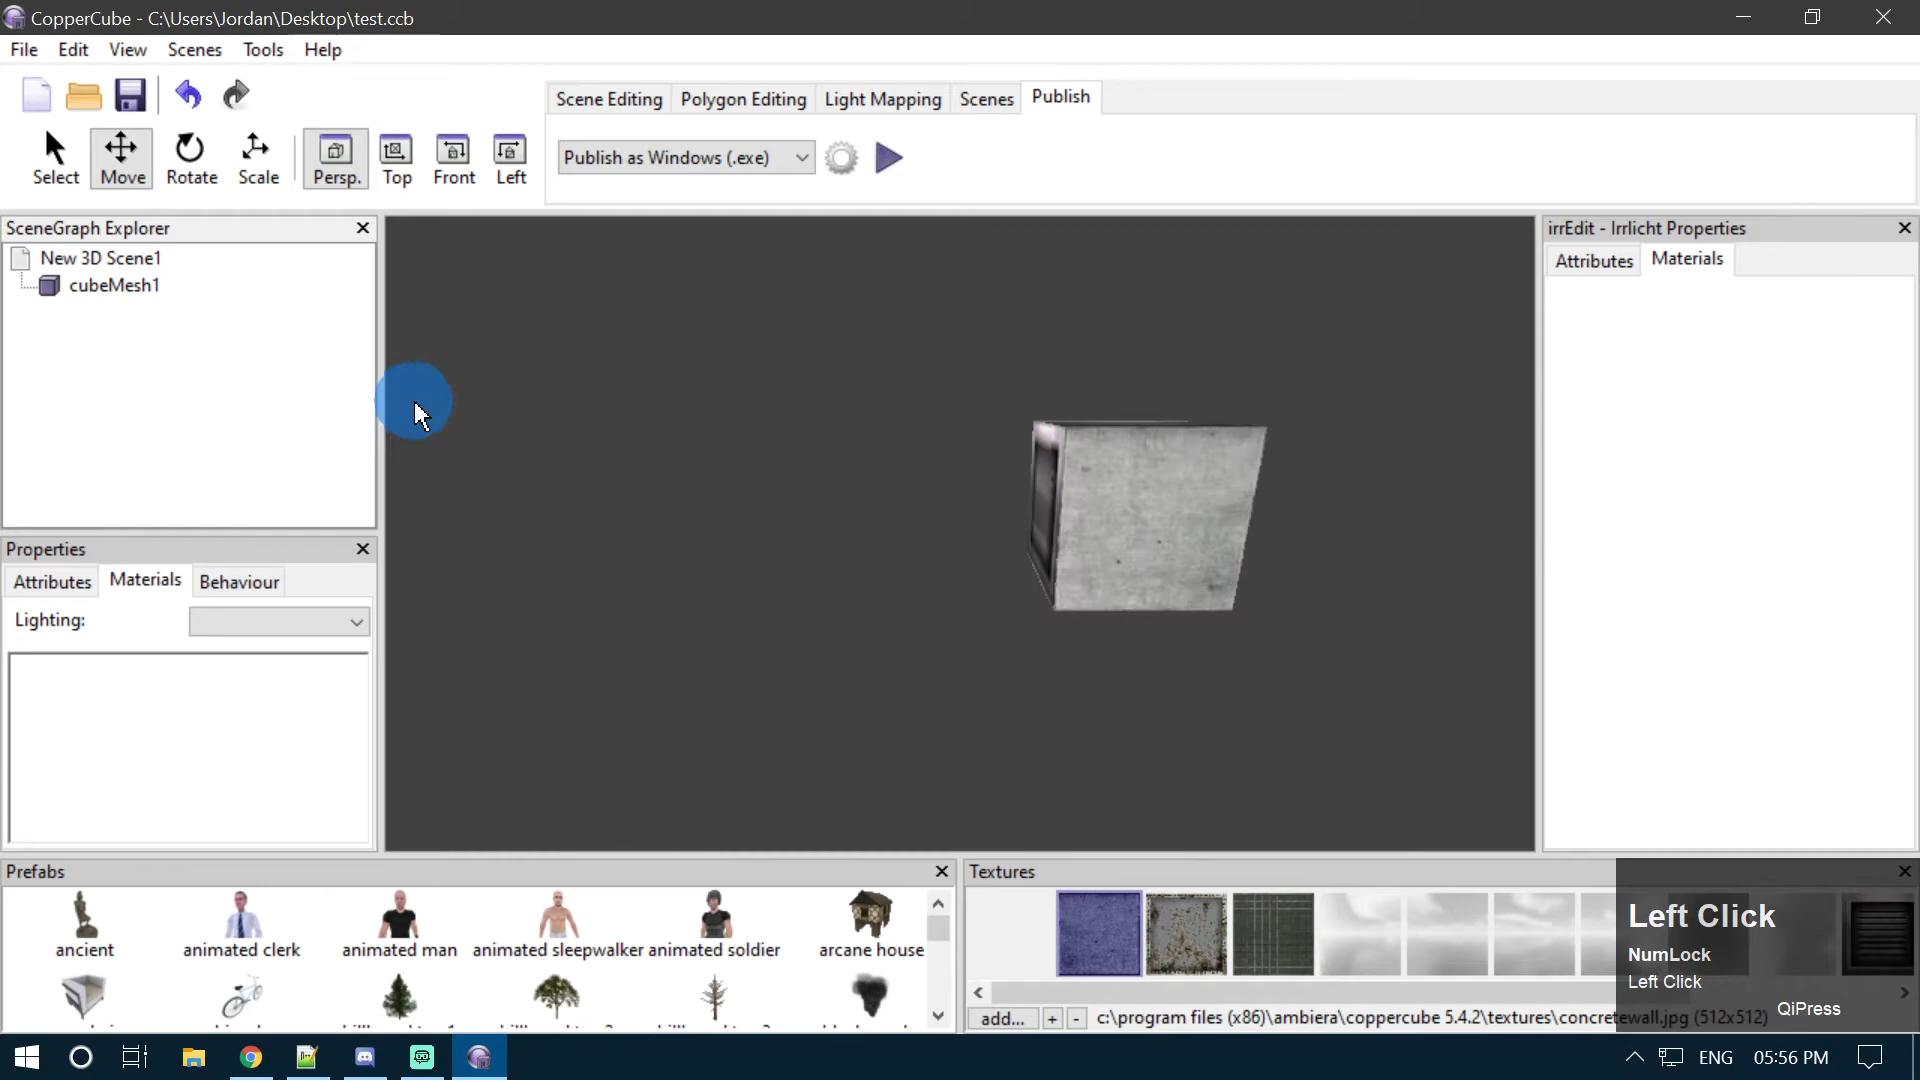 CopperCube - C:\Users\Jordan\Desktop\test.ccb
File Edit View Scenes Tools Help
Scene Editing Polygon Editing Light Mapping Scenes Publish
Select Move Rotate Scale Persp. Top Front Left
Publish as Windows (.exe)
SceneGraph Explorer
New 3D Scene1
cubeMesh1
Properties
Attributes Materials Behaviour
Lighting:
irrEdit - Irrlicht Properties
Attributes Materials
Prefabs
ancient animated clerk animated man animated sleepwalker animated soldier arcane house
Textures
add... + - c:\program files (x86)\ambiera\coppercube 5.4.2\textures\concretewall.jpg (512x512)
Left Click
NumLock
Left Click
QiPress
ENG 05:56 PM